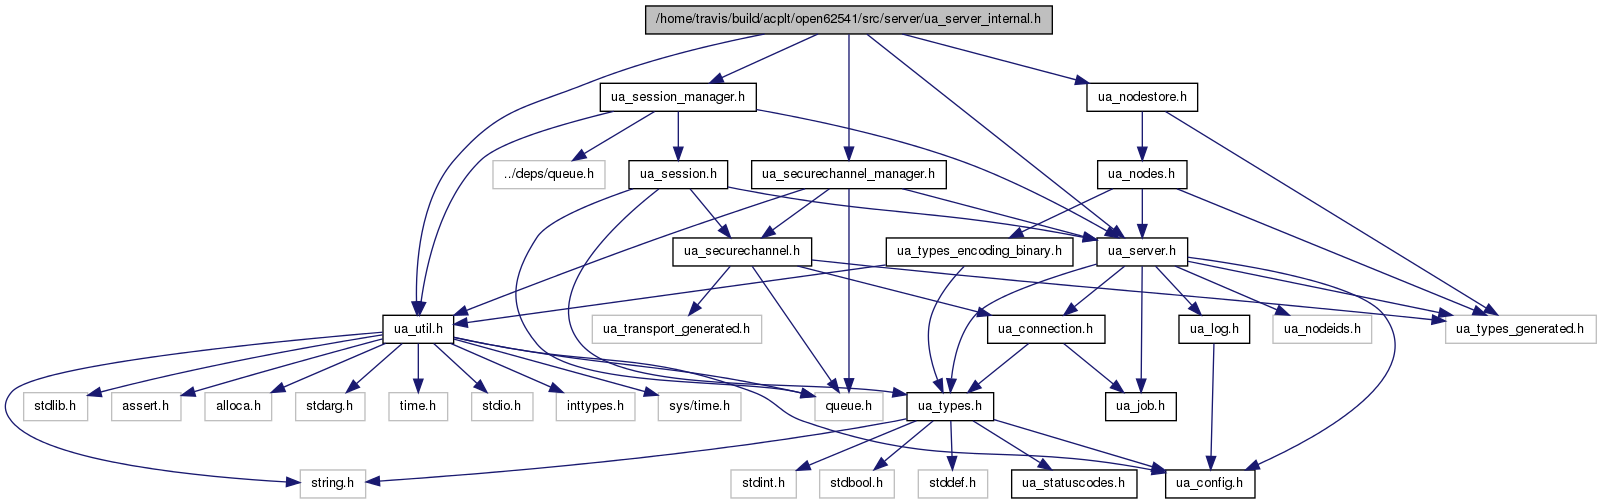 /home/travis/build/acplt/open62541/src/server/ua_server_internal.h
ua_session_manager.h
ua_nodestore.h
../deps/queue.h
ua_session.h
ua_securechannel_manager.h
ua_nodes.h
ua_securechannel.h
ua_types_encoding_binary.h
ua_server.h
ua_util.h
ua_transport_generated.h
ua_connection.h
ua_log.h
ua_nodeids.h
ua_types_generated.h
stdlib.h
assert.h
alloca.h
stdarg.h
time.h
stdio.h
inttypes.h
sys/time.h
queue.h
ua_types.h
ua_job.h
string.h
stdint.h
stdbool.h
stddef.h
ua_statuscodes.h
ua_config.h